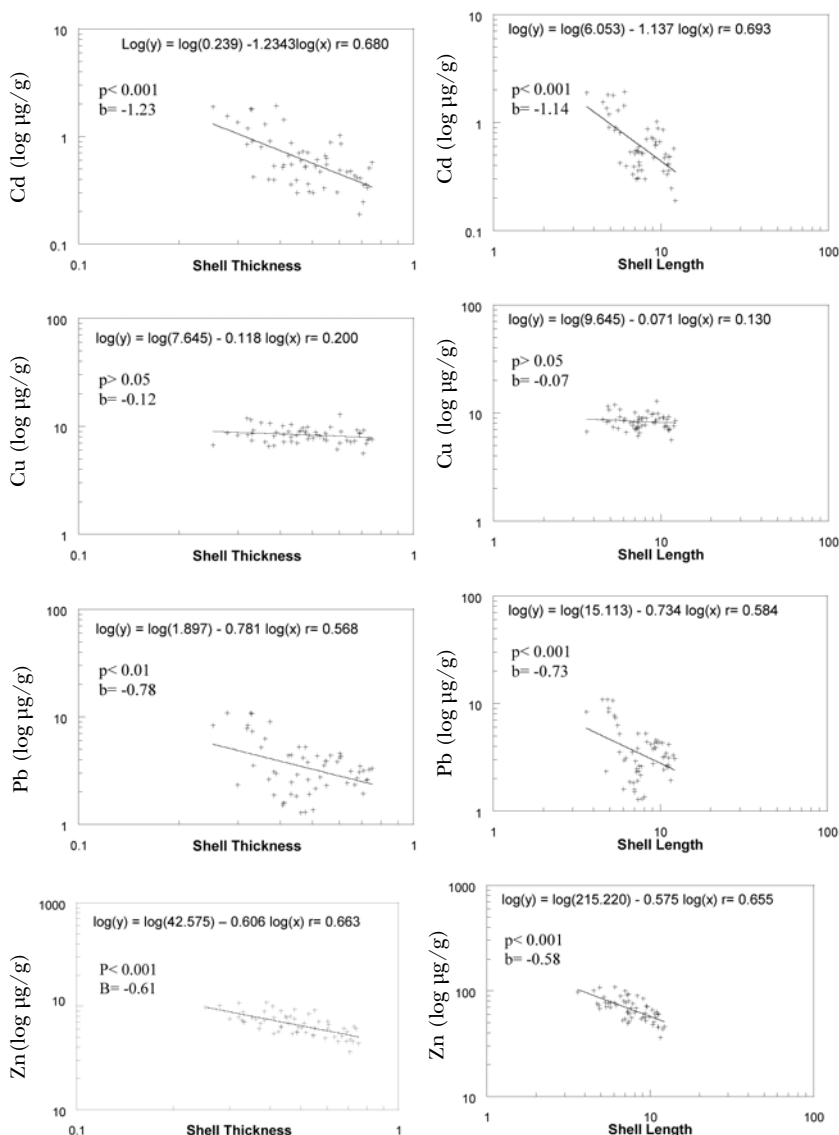 Cd (log µg/g)
10
1
0.1
Log(y) = log(0.239) -1.2343log(x) r= 0.680
p< 0.001
b= -1.23
0.1
1
Shell Thickness
Cd (log µg/g)
10
1
0.1
log(y) = log(6.053) - 1.137 log(x) r= 0.693
p< 0.001
b= -1.14
1
10
100
Shell Length
Cu (log µg/g)
100
10
1
log(y) = log(7.645) - 0.118 log(x) r= 0.200
p> 0.05
b= -0.12
0.1
1
Shell Thickness
Cu (log µg/g)
100
10
1
log(y) = log(9.645) - 0.071 log(x) r= 0.130
p> 0.05
b= -0.07
1
10
100
Shell Length
Pb (log µg/g)
100
10
1
log(y) = log(1.897) - 0.781 log(x) r= 0.568
p< 0.01
b= -0.78
0.1
1
Shell Thickness
Pb (log µg/g)
100
10
1
log(y) = log(15.113) - 0.734 log(x) r= 0.584
p< 0.001
b= -0.73
1
10
100
Shell Length
Zn (log µg/g)
1000
10
10
log(y) = log(42.575) – 0.606 log(x) r= 0.663
P< 0.001
B= -0.61
0.1
1
Shell Thickness
Zn (log µg/g)
1000
100
10
log(y) = log(215.220) - 0.575 log(x) r= 0.655
p< 0.001
b= -0.58
1
10
100
Shell Length